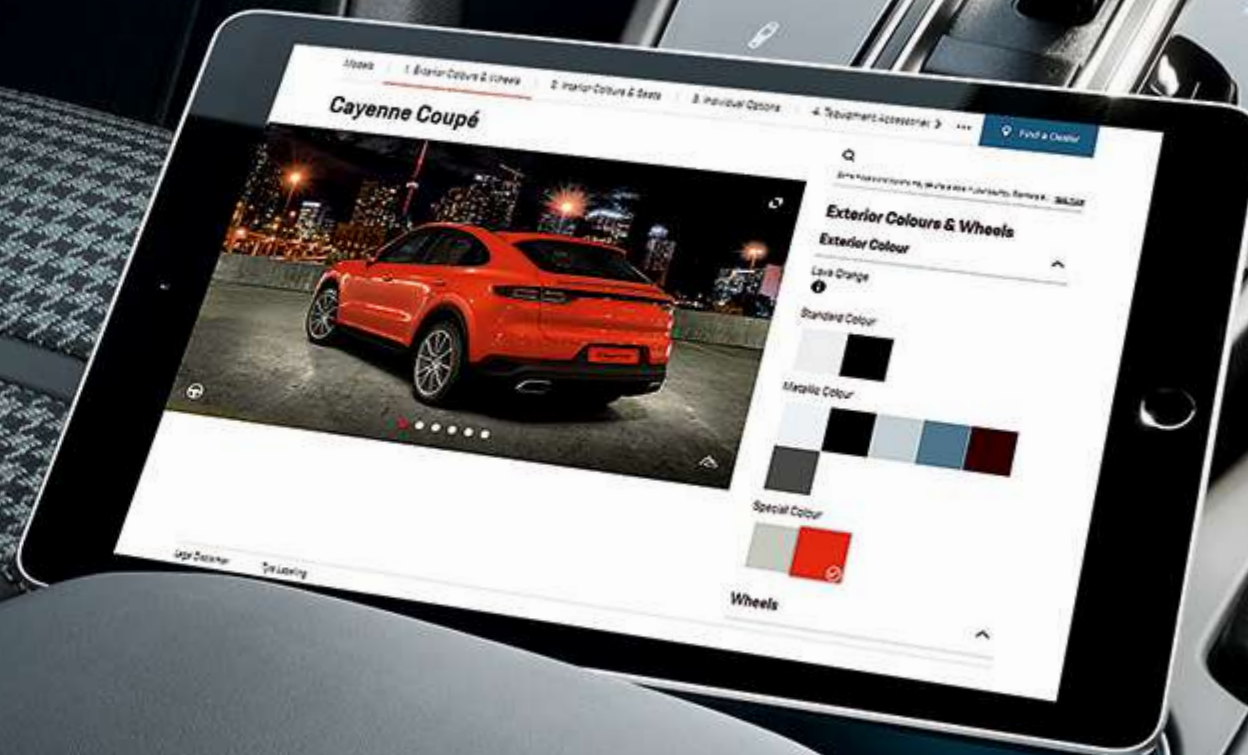 Models
1. Exterior Colours & Wheels
2. Interior Colours & Seats
3. Individual Options
4. Tequipment Accessories
Find a Dealer
Cayenne Coupé
Exterior Colours & Wheels
Exterior Colour
Lava Orange
Standard Colour
Metallic Colour
Special Colour
Wheels
Legal Disclaimer
Tyre Labelling